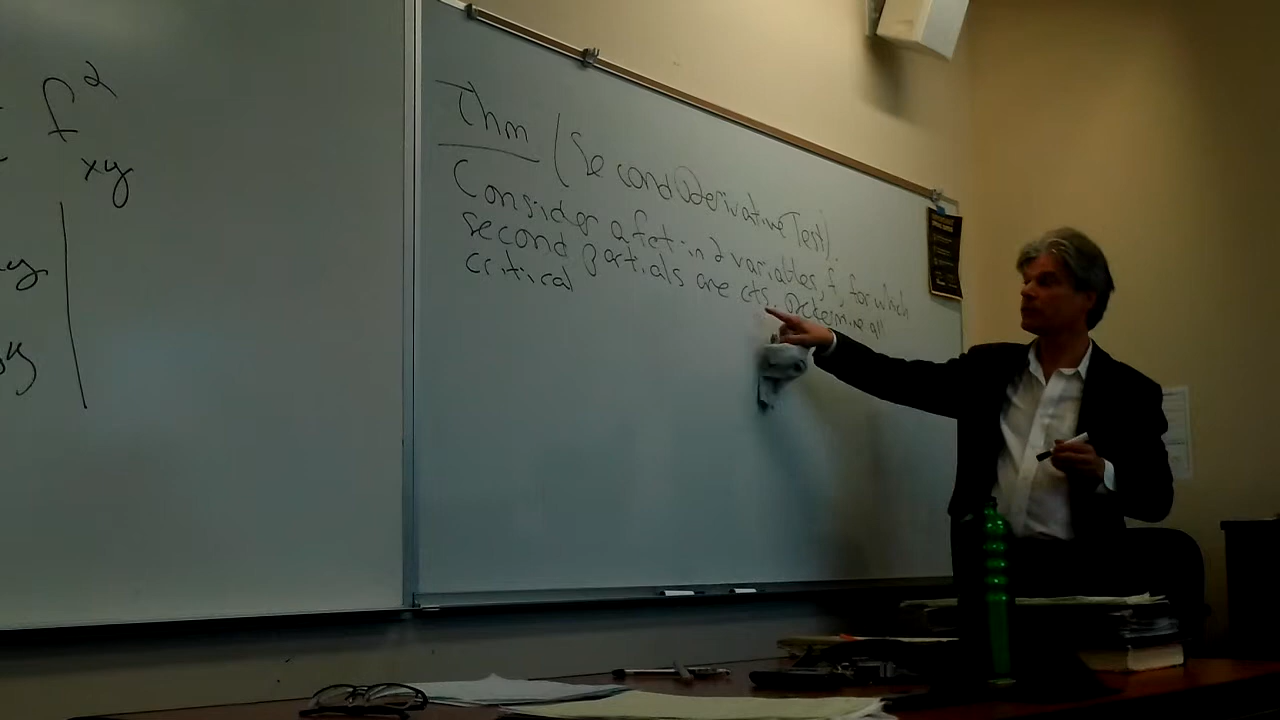 f²
xy
y
y
Thm (Second Derivative Test).
Consider a fct in 2 variables, f, for which
second partials are cts. Determine all
critical